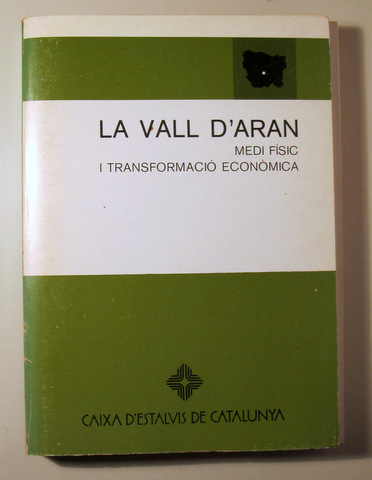 LA VALL D'ARAN
MEDI FÍSIC
I TRANSFORMACIÓ ECONÒMICA
CAIXA D'ESTALVIS DE CATALUNYA